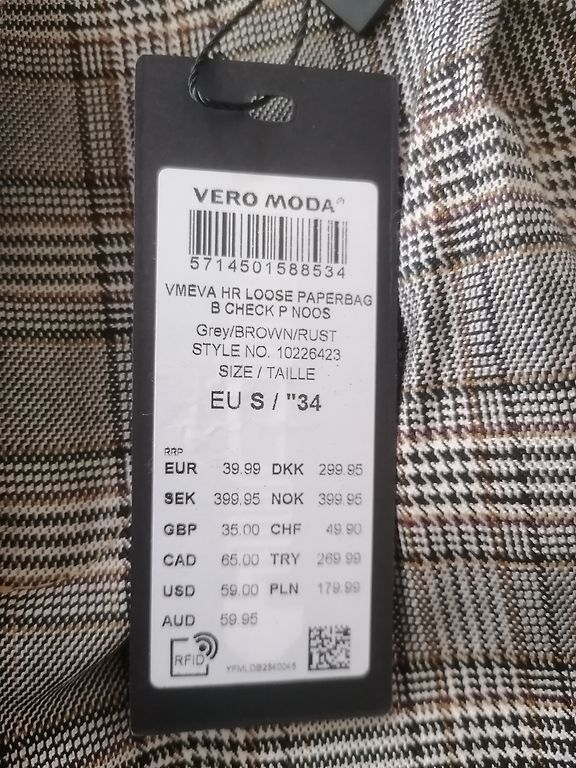 VERO MODA®
5714501588534
VMEVA HR LOOSE PAPERBAG
B CHECK P NOOS
Grey/BROWN/RUST
STYLE NO. 10226423
SIZE / TAILLE
EU S / "34
RRP
EUR 39.99 DKK 299.95
SEK 399.95 NOK 399.95
GBP 35.00 CHF 49.90
CAD 65.00 TRY 269.99
USD 59.00 PLN 179.99
AUD 59.95
RFID